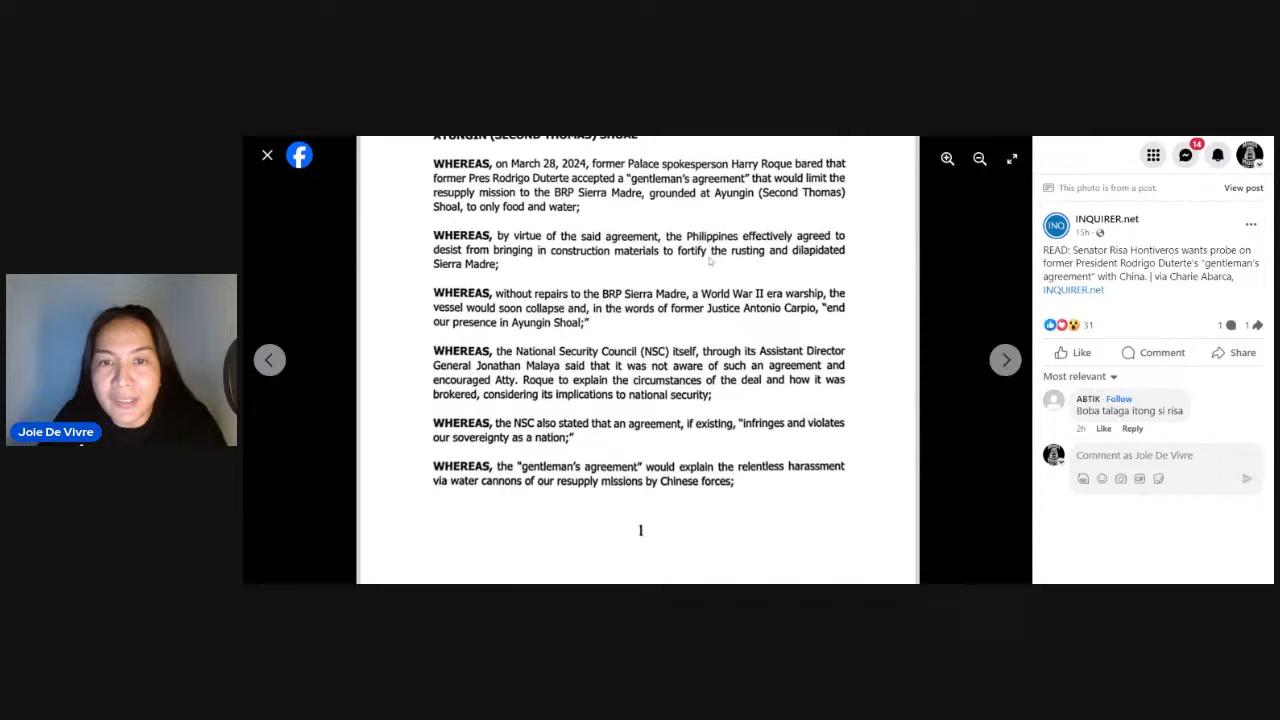 AYUNGIN (SECOND THOMAS) SHOAL
WHEREAS, on March 28, 2024, former Palace spokesperson Harry Roque bared that
former Pres Rodrigo Duterte accepted a “gentleman’s agreement” that would limit the
resupply mission to the BRP Sierra Madre, grounded at Ayungin (Second Thomas)
Shoal, to only food and water;
WHEREAS, by virtue of the said agreement, the Philippines effectively agreed to
desist from bringing in construction materials to fortify the rusting and dilapidated
Sierra Madre;
WHEREAS, without repairs to the BRP Sierra Madre, a World War II era warship, the
vessel would soon collapse and, in the words of former Justice Antonio Carpio, “end
our presence in Ayungin Shoal;”
WHEREAS, the National Security Council (NSC) itself, through its Assistant Director
General Jonathan Malaya said that it was not aware of such an agreement and
encouraged Atty. Roque to explain the circumstances of the deal and how it was
brokered, considering its implications to national security;
WHEREAS, the NSC also stated that an agreement, if existing, “infringes and violates
our sovereignty as a nation;”
WHEREAS, the “gentleman’s agreement” would explain the relentless harassment
via water cannons of our resupply missions by Chinese forces;
1
Joie De Vivre
14
This photo is from a post.
View post
INQ
INQUIRER.net
15h
READ: Senator Risa Hontiveros wants probe on
former President Rodrigo Duterte's "gentlemen's
agreement" with China. | via Charie Abarca,
INQUIRER.net
31
1
1
Like
Comment
Share
Most relevant
ABTIK · Follow
Boba talaga itong si risa
2h Like Reply
Comment as Joie De Vivre